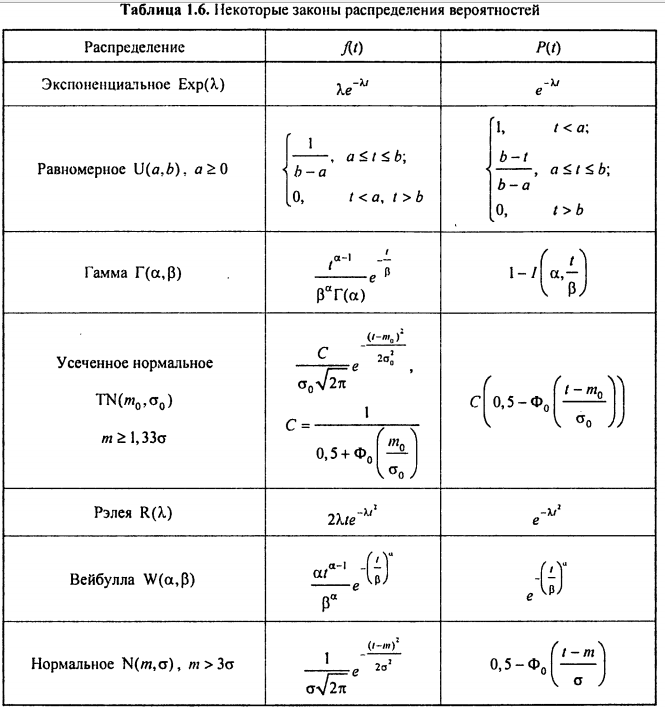 Таблица 1.6. Некоторые законы распределения вероятностей
Распределение f(t) P(t)
Экспоненциальное Exp(λ) λe^{-λt} e^{-λt}
Равномерное U(a,b), a ≥ 0 { 1/(b−a), a ≤ t ≤ b; 0, t < a, t > b { 1, t < a; (b−t)/(b−a), a ≤ t ≤ b; 0, t > b
Гамма Γ(α,β) t^{α−1}/(β^α Γ(α)) e^{−t/β} 1 − I(α, t/β)
Усеченное нормальное
TN(m₀,σ₀)
m ≥ 1,33σ
C/(σ₀√2π) e^{−(t−m₀)²/2σ₀²},
C = 1/(0,5 + Φ₀(m₀/σ₀))
C(0,5 − Φ₀((t − m₀)/σ₀))
Рэлея R(λ) 2λte^{−λt²} e^{−λt²}
Вейбулла W(α,β) αt^{α−1}/β^α e^{−(t/β)^α} e^{−(t/β)^α}
Нормальное N(m,σ), m > 3σ 1/(σ√2π) e^{−(t−m)²/2σ²} 0,5 − Φ₀((t − m)/σ)